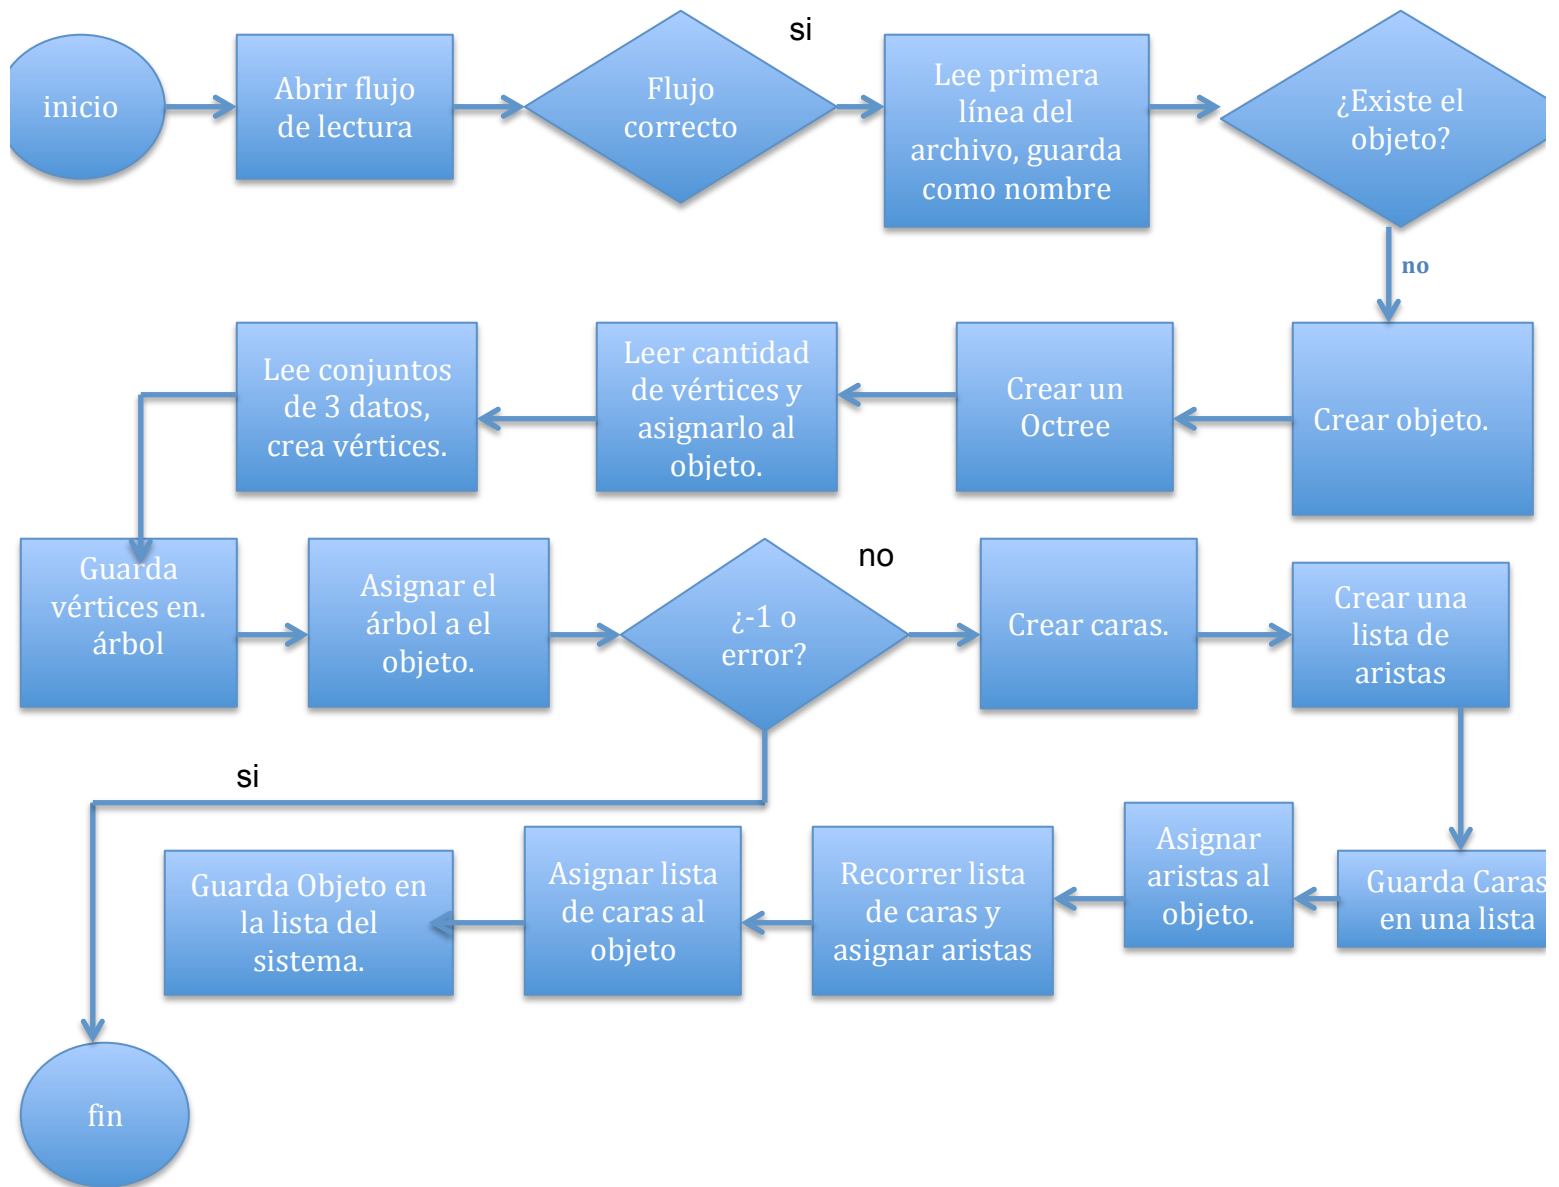 inicio
Abrir flujo
de lectura
Flujo
correcto
si
Lee primera
línea del
archivo, guarda
como nombre
¿Existe el
objeto?
no
Crear objeto.
Crear un
Octree
Leer cantidad
de vértices y
asignarlo al
objeto.
Lee conjuntos
de 3 datos,
crea vértices.
Guarda
vértices en.
árbol
Asignar el
árbol a el
objeto.
¿-1 o
error?
no
Crear caras.
Crear una
lista de
aristas
si
Guarda Caras
en una lista
Asignar
aristas al
objeto.
Recorrer lista
de caras y
asignar aristas
Asignar lista
de caras al
objeto
Guarda Objeto en
la lista del
sistema.
fin